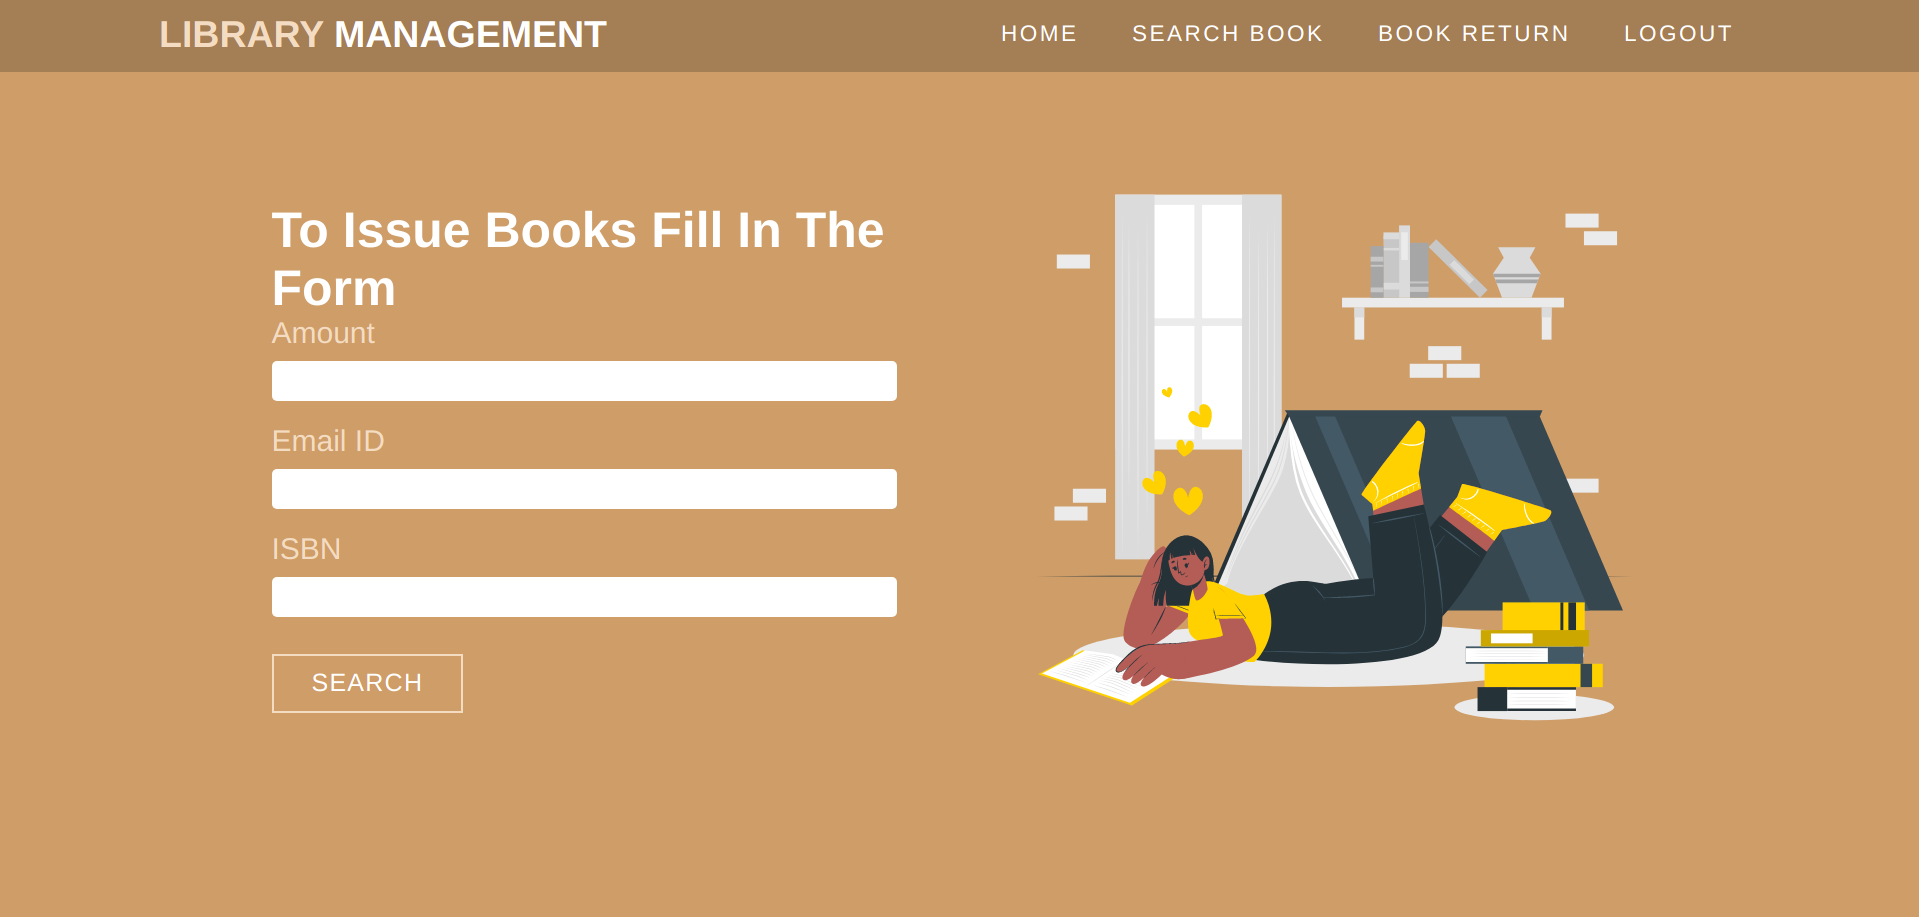 LIBRARY MANAGEMENT
HOME
SEARCH BOOK
BOOK RETURN
LOGOUT
To Issue Books Fill In The
Form
Amount
Email ID
ISBN
SEARCH